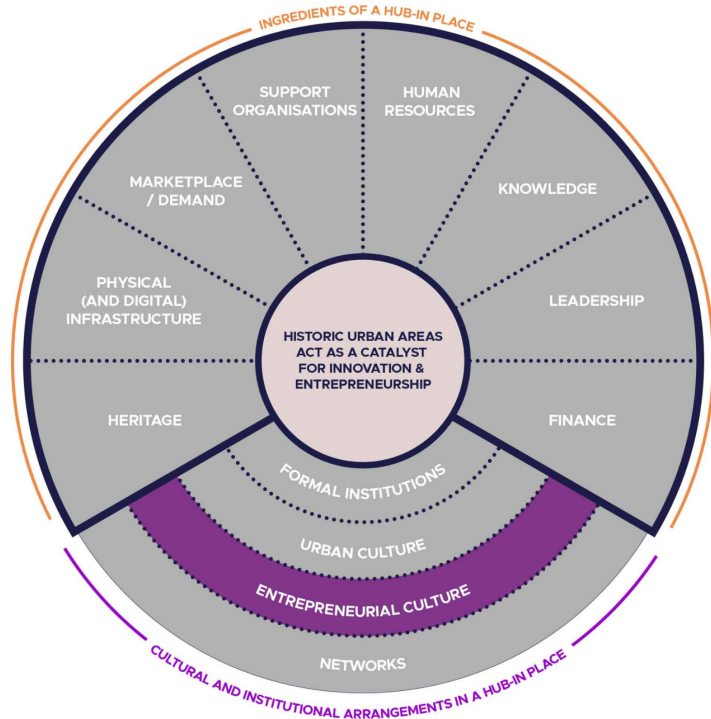 INGREDIENTS OF A HUB-IN PLACE
SUPPORT
ORGANISATIONS
HUMAN
RESOURCES
MARKETPLACE
/ DEMAND
KNOWLEDGE
PHYSICAL
(AND DIGITAL)
INFRASTRUCTURE
LEADERSHIP
HISTORIC URBAN AREAS
ACT AS A CATALYST
FOR INNOVATION &
ENTREPRENEURSHIP
HERITAGE
FINANCE
FORMAL INSTITUTIONS
URBAN CULTURE
ENTREPRENEURIAL CULTURE
NETWORKS
CULTURAL AND INSTITUTIONAL ARRANGEMENTS IN A HUB-IN PLACE